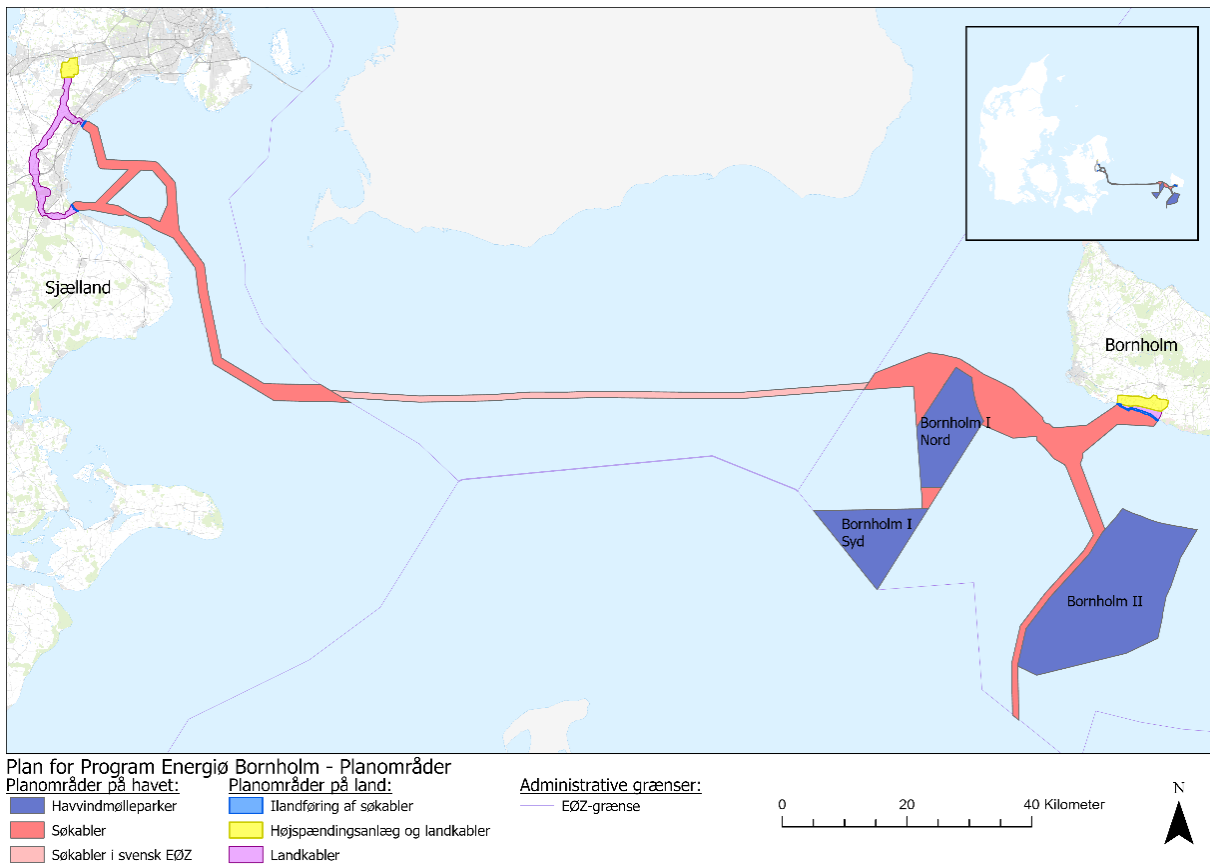 Sjælland
Bornholm
Bornholm I
Nord
Bornholm I
Syd
Bornholm II
Plan for Program Energiø Bornholm - Planområder
Planområder på havet:
Havvindmølleparker
Søkabler
Søkabler i svensk EØZ
Planområder på land:
Ilandføring af søkabler
Højspændingsanlæg og landkabler
Landkabler
Administrative grænser:
EØZ-grænse
0 20 40 Kilometer
N